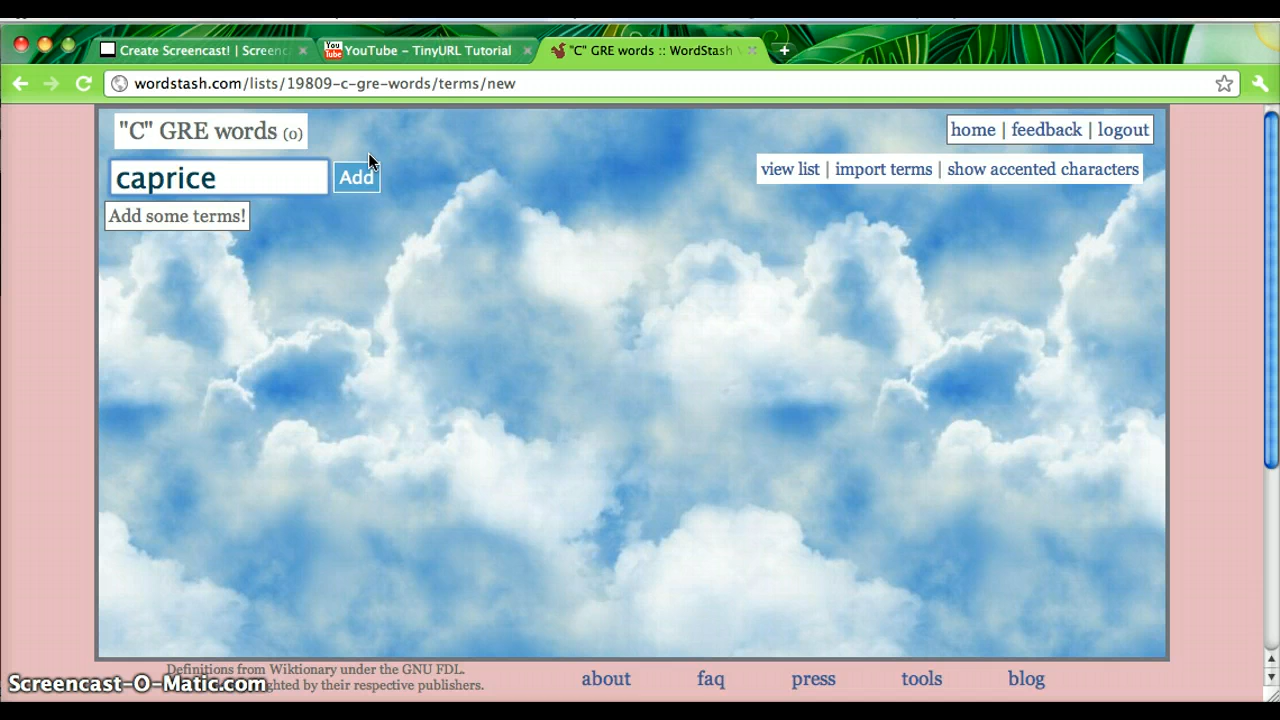 Create Screencast! | Screenc
You Tube YouTube - TinyURL Tutorial
"C" GRE words :: WordStash
wordstash.com/lists/19809-c-gre-words/terms/new
"C" GRE words (0)
home | feedback | logout
caprice
Add
view list | import terms | show accented characters
Add some terms!
Definitions from Wiktionary under the GNU FDL.
by their respective publishers.
about faq press tools blog
Screencast-O-Matic.com